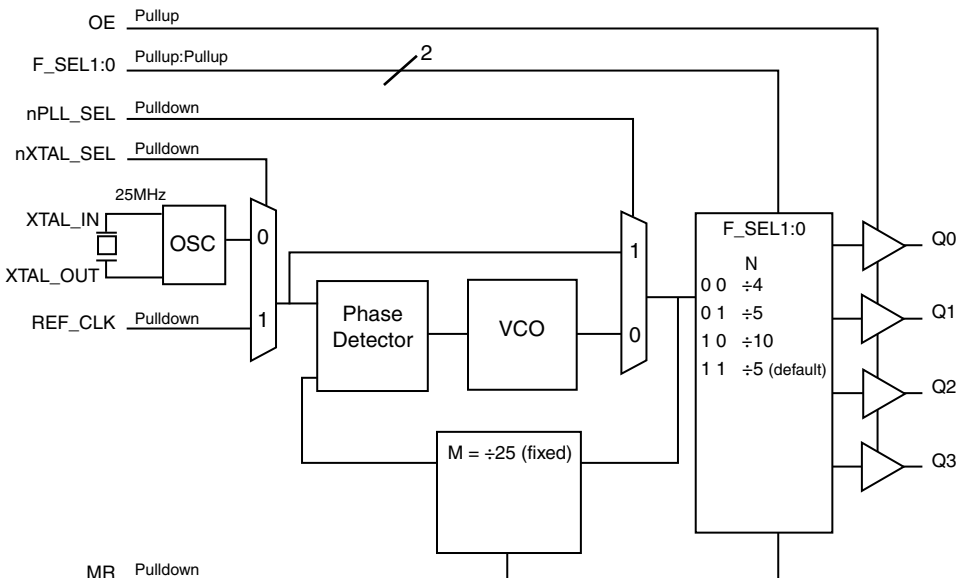 OE Pullup
F_SEL1:0 Pullup:Pullup 2
nPLL_SEL Pulldown
nXTAL_SEL Pulldown
25MHz
XTAL_IN
OSC
XTAL_OUT
REF_CLK Pulldown
0
1
Phase
Detector
VCO
1
0
M = ÷25 (fixed)
F_SEL1:0
N
0 0 ÷4
0 1 ÷5
1 0 ÷10
1 1 ÷5 (default)
Q0
Q1
Q2
Q3
MR Pulldown